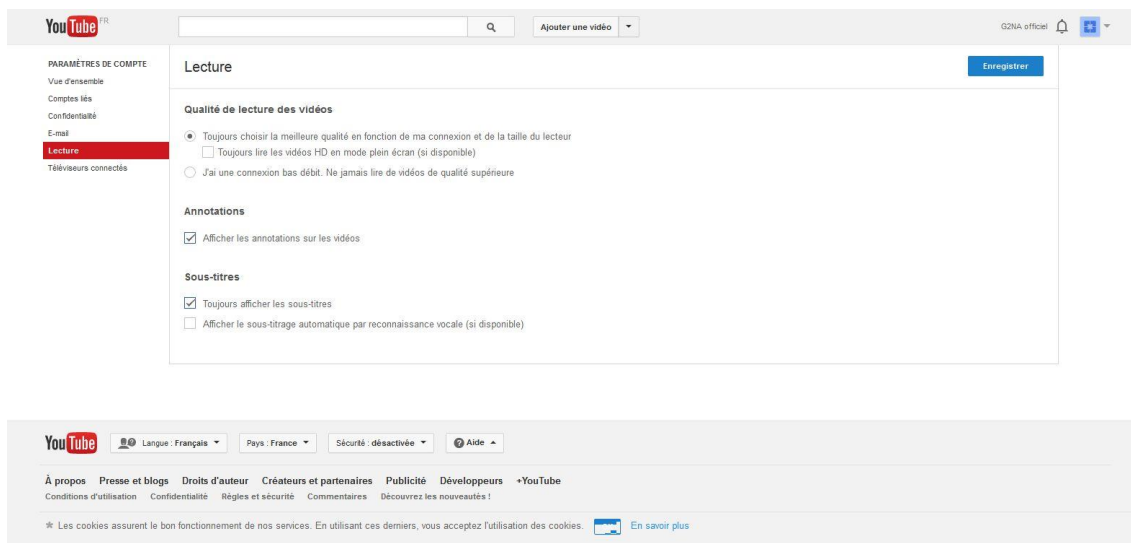 YouTube FR
Ajouter une vidéo
G2NA officiel
PARAMÈTRES DE COMPTE
Vue d'ensemble
Comptes liés
Confidentialité
E-mail
Lecture
Téléviseurs connectés
Lecture
Enregistrer
Qualité de lecture des vidéos
Toujours choisir la meilleure qualité en fonction de ma connexion et de la taille du lecteur
Toujours lire les vidéos HD en mode plein écran (si disponible)
J'ai une connexion bas débit. Ne jamais lire de vidéos de qualité supérieure
Annotations
Afficher les annotations sur les vidéos
Sous-titres
Toujours afficher les sous-titres
Afficher le sous-titrage automatique par reconnaissance vocale (si disponible)
YouTube Langue : Français Pays : France Sécurité : désactivée Aide
À propos Presse et blogs Droits d'auteur Créateurs et partenaires Publicité Développeurs +YouTube
Conditions d'utilisation Confidentialité Règles et sécurité Commentaires Découvrez les nouveautés !
Les cookies assurent le bon fonctionnement de nos services. En utilisant ces derniers, vous acceptez l'utilisation des cookies. En savoir plus